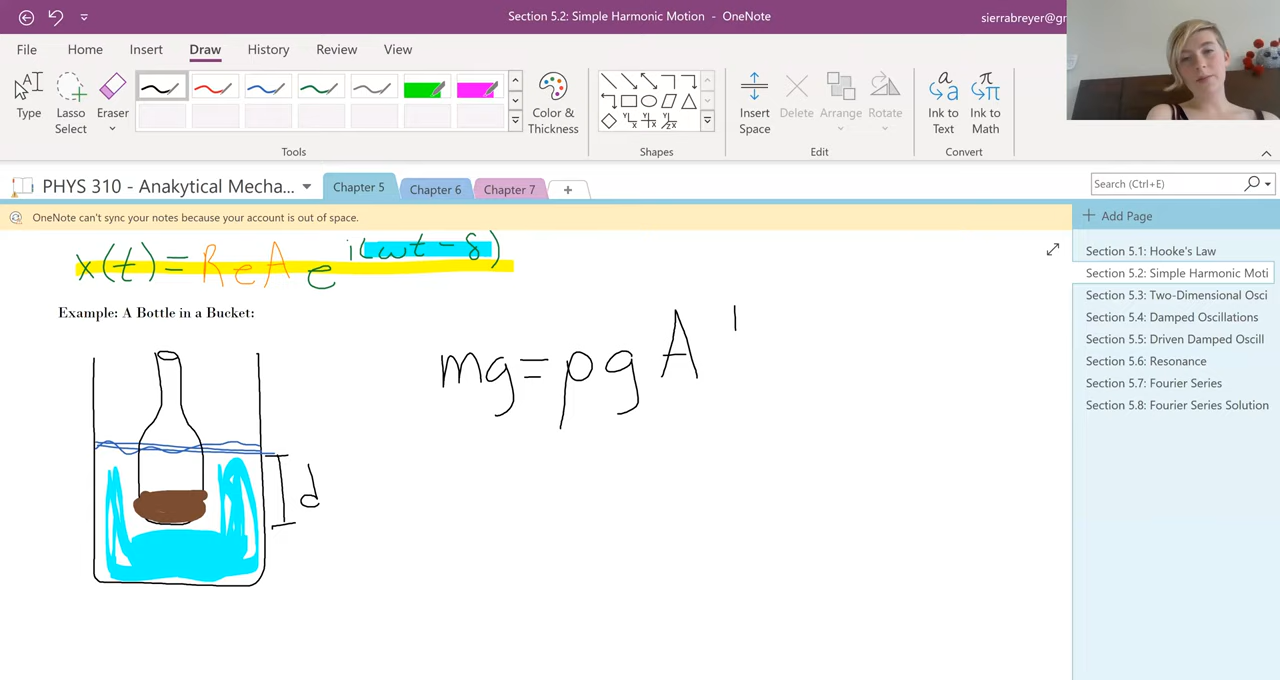 Section 5.2: Simple Harmonic Motion - OneNote
sierrabreyer@gr
File Home Insert Draw History Review View
Type
Lasso Select
Eraser
Color & Thickness
Insert Space
Delete
Arrange
Rotate
Ink to Text
Ink to Math
Tools
Shapes
Edit
Convert
PHYS 310 - Anakytical Mecha...
Chapter 5
Chapter 6
Chapter 7
Search (Ctrl+E)
OneNote can't sync your notes because your account is out of space.
Add Page
Section 5.1: Hooke's Law
Section 5.2: Simple Harmonic Moti
Section 5.3: Two-Dimensional Osci
Section 5.4: Damped Oscillations
Section 5.5: Driven Damped Oscill
Section 5.6: Resonance
Section 5.7: Fourier Series
Section 5.8: Fourier Series Solution
x(t) = Re A e^i(ωt - δ)
Example: A Bottle in a Bucket:
mg = ρg A
d